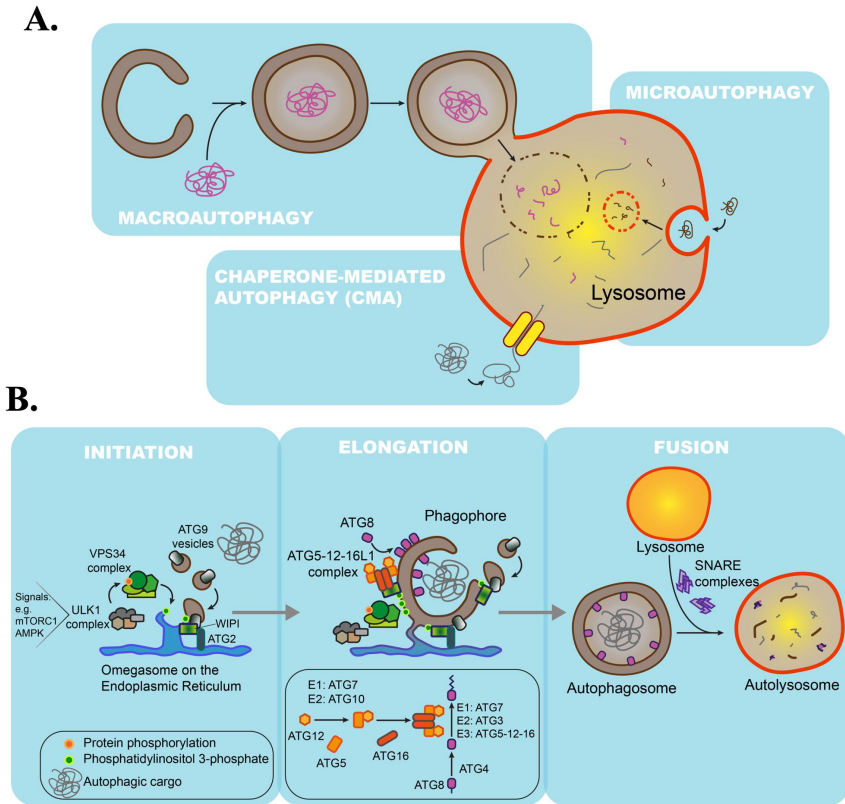 A.
MICROAUTOPHAGY
MACROAUTOPHAGY
CHAPERONE-MEDIATED
AUTOPHAGY (CMA)
Lysosome
B.
INITIATION
ELONGATION
FUSION
ATG9
vesicles
VPS34
complex
Signals:
e.g.
mTORC1
AMPK
ULK1
complex
WIPI
ATG2
Omegasome on the
Endoplasmic Reticulum
Protein phosphorylation
Phosphatidylinositol 3-phosphate
Autophagic cargo
ATG8
Phagophore
ATG5-12-16L1
complex
SNARE
E1: ATG7
E2: ATG10
ATG12
ATG5
ATG16
E1: ATG7
E2: ATG3
E3: ATG5-12-16
ATG4
ATG8
Lysosome
SNARE
complexes
Autophagosome
Autolysosome